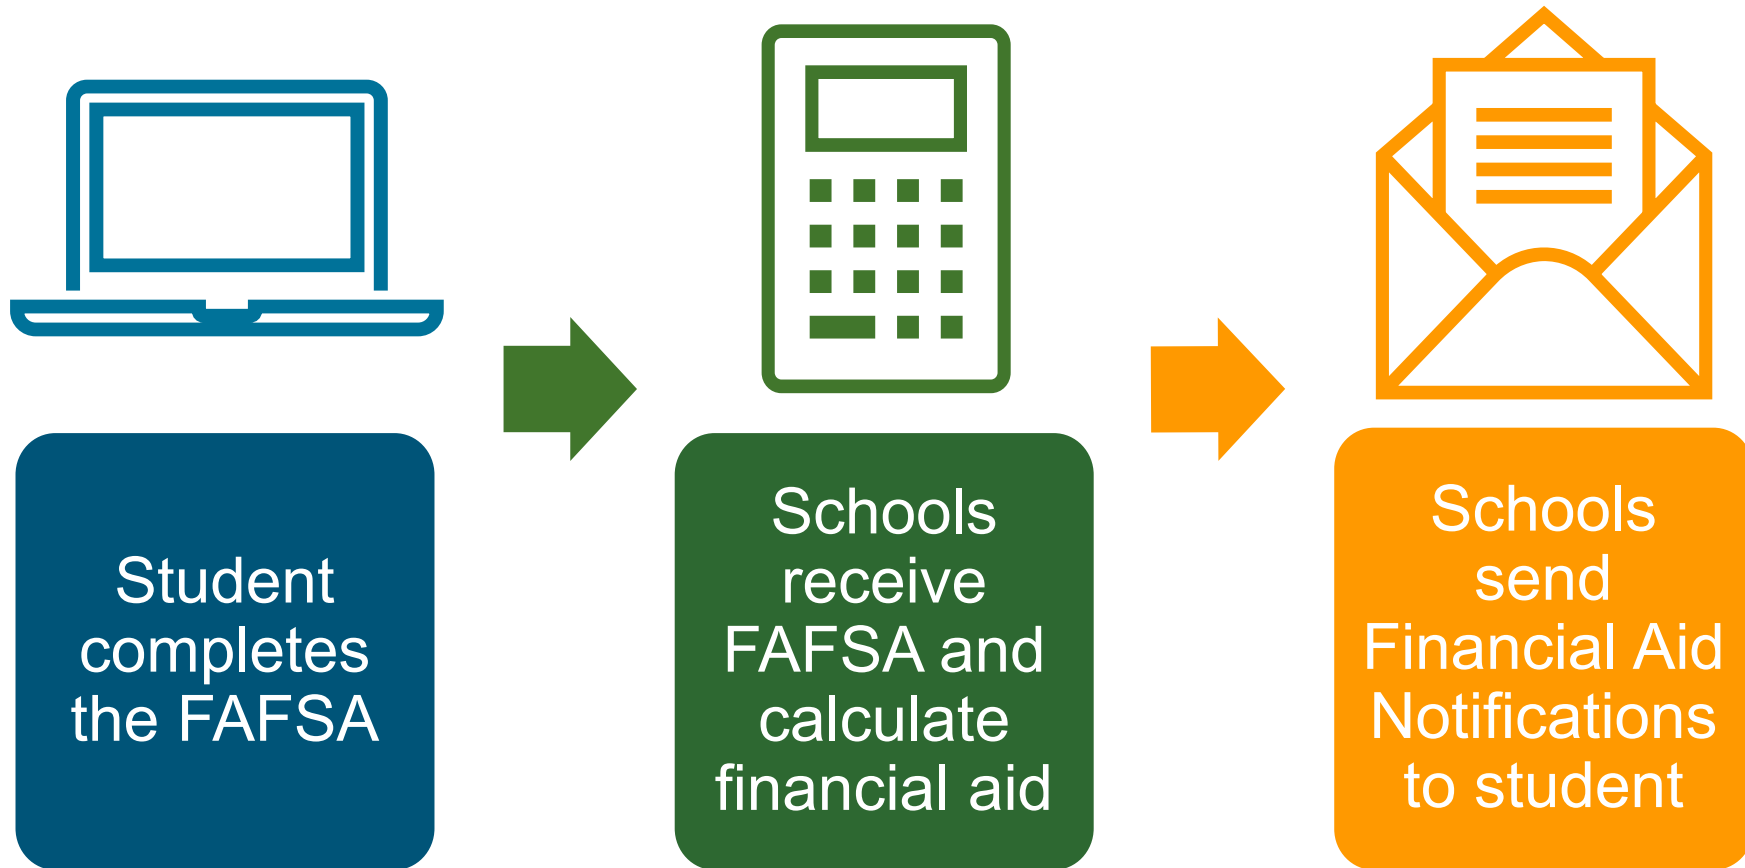 Student
completes
the FAFSA
Schools
receive
FAFSA and
calculate
financial aid
Schools
send
Financial Aid
Notifications
to student